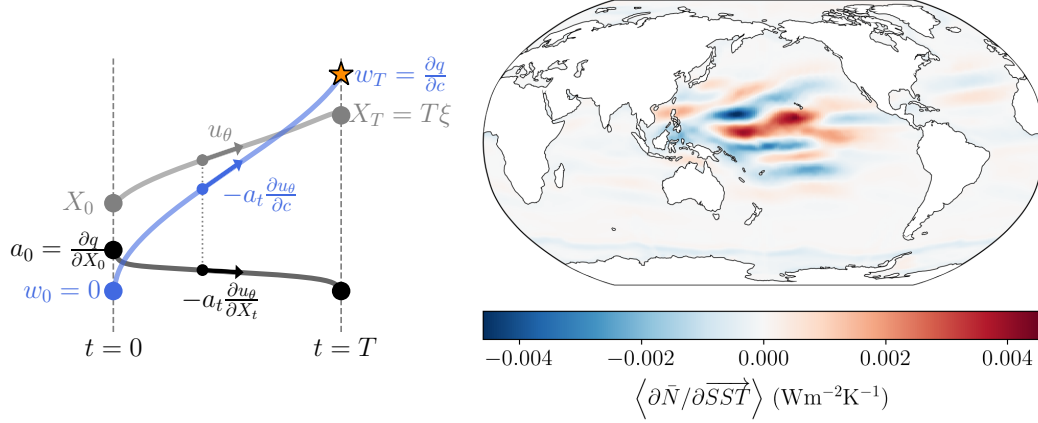 w_T = ∂q/∂c
X_T = Tξ
u_θ
X_0
−a_t ∂u_θ/∂c
a_0 = ∂q/∂X_0
w_0 = 0
−a_t ∂u_θ/∂X_t
t = 0
t = T
−0.004 −0.002 0.000 0.002 0.004
⟨∂N̄/∂S⃗S⃗T⃗⟩ (Wm⁻²K⁻¹)